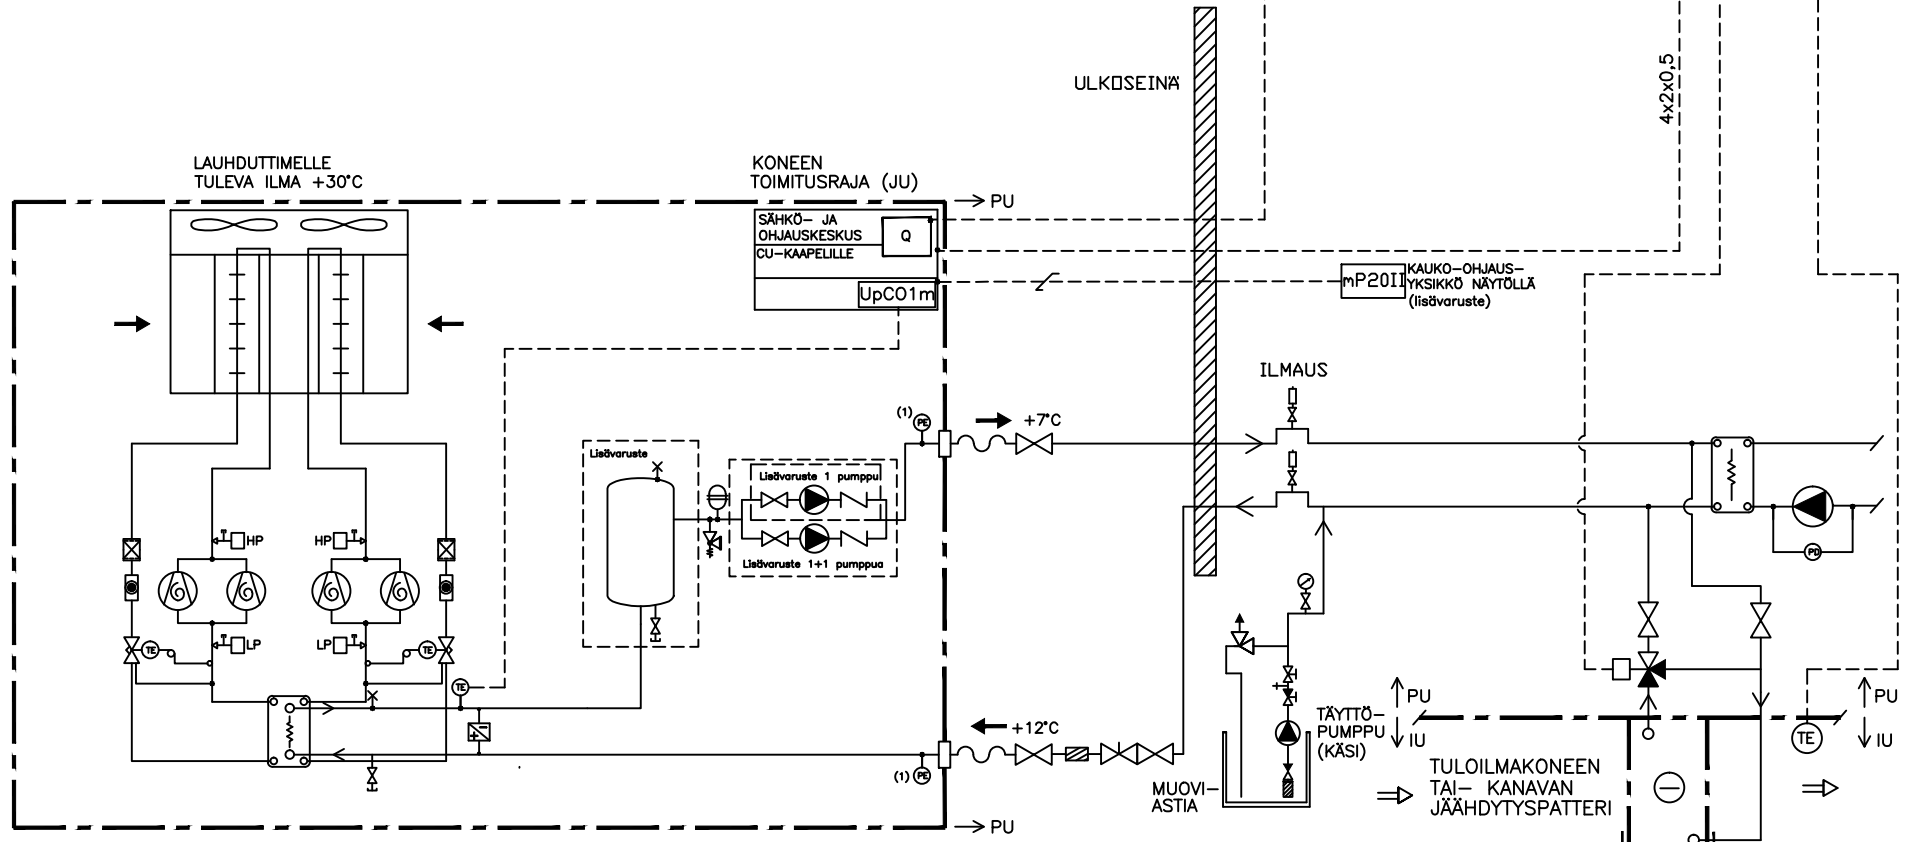 ULKOSEINÄ
4x2x0,5
LAUHDUTTIMELLE
TULEVA ILMA +30°C
KONEEN
TOIMITUSRAJA (JU)
PU
SÄHKÖ- JA
OHJAUSKESKUS
Q
CU-KAAPELILLE
UpCO1m
mP20II
KAUKO-OHJAUS-
YKSIKKÖ NÄYTÖLLÄ
(lisävaruste)
ILMAUS
(1)
PE
+7°C
Lisävaruste
Lisävaruste 1 pumppu
Lisävaruste 1+1 pumppua
HP
HP
LP
LP
TE
TE
TE
PD
+12°C
(1)
PE
TÄYTTÖ-
PUMPPU
(KÄSI)
MUOVI-
ASTIA
PU
IU
TE
PU
IU
TULOILMAKONEEN
TAI- KANAVAN
JÄÄHDYTYSPATTERI
PU